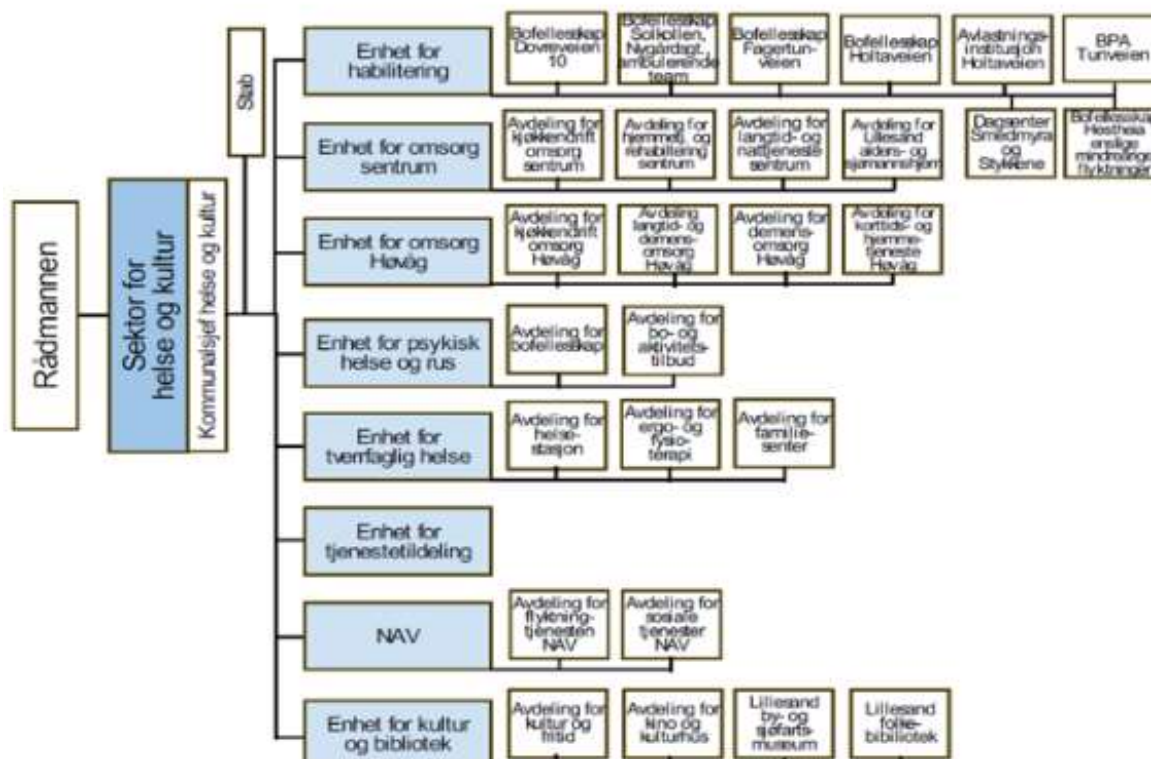 Rådmannen
Sektor for
helse og kultur
Kommunalsjef helse og kultur
Stab
Enhet for
habilitering
Bofellesskap
Dovreveien
10
Bofellesskap
Solkollen,
Nygårdsgt.,
ambulerende
team
Bofellesskap
Fagertun-
veien
Bofellesskap
Holtaveien
Avlastnings-
institusjon
Holtaveien
BPA
Tunveien
Dagsenter
Smeidmyra
og
Stykkene
Bofellesskap
Hestheia
enslige
mindreårige
flyktninger
Enhet for omsorg
sentrum
Avdeling for
kjøkkendrift
omsorg
sentrum
Avdeling for
hjemmetj. og
rehabilitering
sentrum
Avdeling for
langtid- og
nattjeneste
sentrum
Avdeling for
Lillesand
alders- og
sjømannshjem
Enhet for omsorg
Høvåg
Avdeling for
kjøkkendrift
omsorg
Høvåg
Avdeling
langtid- og
demens-
omsorg
Høvåg
Avdeling for
demens-
omsorg
Høvåg
Avdeling for
korttids- og
hjemme-
tjeneste
Høvåg
Enhet for psykisk
helse og rus
Avdeling for
bofellesskap
Avdeling for
bo- og
aktivitets-
tilbud
Enhet for
tverrfaglig helse
Avdeling for
helse-
stasjon
Avdeling for
ergo- og
fysio-
terapi
Avdeling for
familie-
senter
Enhet for
tjenestetildeling
NAV
Avdeling for
flyktning-
tjenesten
NAV
Avdeling for
sosiale
tjenester
NAV
Enhet for kultur
og bibliotek
Avdeling for
kultur og
fritid
Avdeling for
kino og
kulturhus
Lillesand
by- og
sjøfarts-
museum
Lillesand
folke-
bibliotek